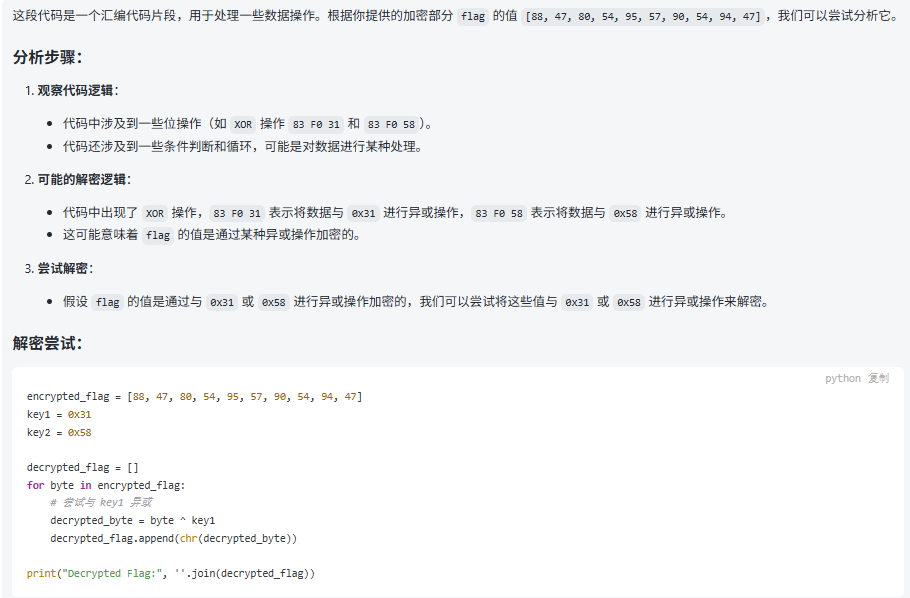 这段代码是一个汇编代码片段，用于处理一些数据操作。根据你提供的加密部分 flag 的值 [88, 47, 80, 54, 95, 57, 90, 54, 94, 47]，我们可以尝试分析它。
分析步骤：
1. 观察代码逻辑：
• 代码中涉及到一些位操作（如 XOR 操作 83 F0 31 和 83 F0 58）。
• 代码还涉及到一些条件判断和循环，可能是对数据进行某种处理。
2. 可能的解密逻辑：
• 代码中出现了 XOR 操作，83 F0 31 表示将数据与 0x31 进行异或操作，83 F0 58 表示将数据与 0x58 进行异或操作。
• 这可能意味着 flag 的值是通过某种异或操作加密的。
3. 尝试解密：
• 假设 flag 的值是通过与 0x31 或 0x58 进行异或操作加密的，我们可以尝试将这些值与 0x31 或 0x58 进行异或操作来解密。
解密尝试：
python 复制
encrypted_flag = [88, 47, 80, 54, 95, 57, 90, 54, 94, 47]
key1 = 0x31
key2 = 0x58
decrypted_flag = []
for byte in encrypted_flag:
# 尝试与 key1 异或
decrypted_byte = byte ^ key1
decrypted_flag.append(chr(decrypted_byte))
print("Decrypted Flag:", ''.join(decrypted_flag))